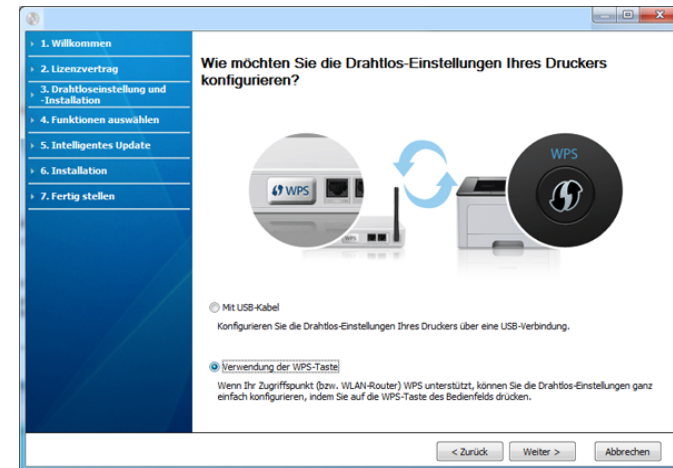 1. Willkommen
2. Lizenzvertrag
3. Drahtloseinstellung und
-Installation
4. Funktionen auswählen
5. Intelligentes Update
6. Installation
7. Fertig stellen
Wie möchten Sie die Drahtlos-Einstellungen Ihres Druckers
konfigurieren?
WPS
WPS
WPS
Mit USB-Kabel
Konfigurieren Sie die Drahtlos-Einstellungen Ihres Druckers über eine USB-Verbindung.
Verwendung der WPS-Taste
Wenn Ihr Zugriffspunkt (bzw. WLAN-Router) WPS unterstützt, können Sie die Drahtlos-Einstellungen ganz
einfach konfigurieren, indem Sie auf die WPS-Taste des Bedienfelds drücken.
< Zurück
Weiter >
Abbrechen